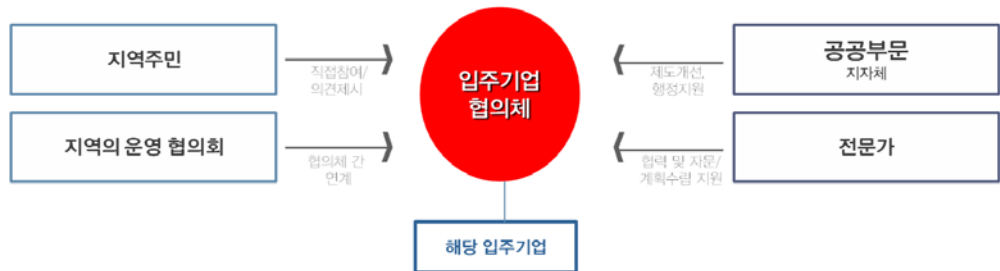 지역주민
직접참여/
의견제시
지역의 운영 협의회
협의체 간
연계
입주기업
협의체
제도개선,
행정지원
공공부문
지자체
협력 및 자문/
계획수립 지원
전문가
해당 입주기업